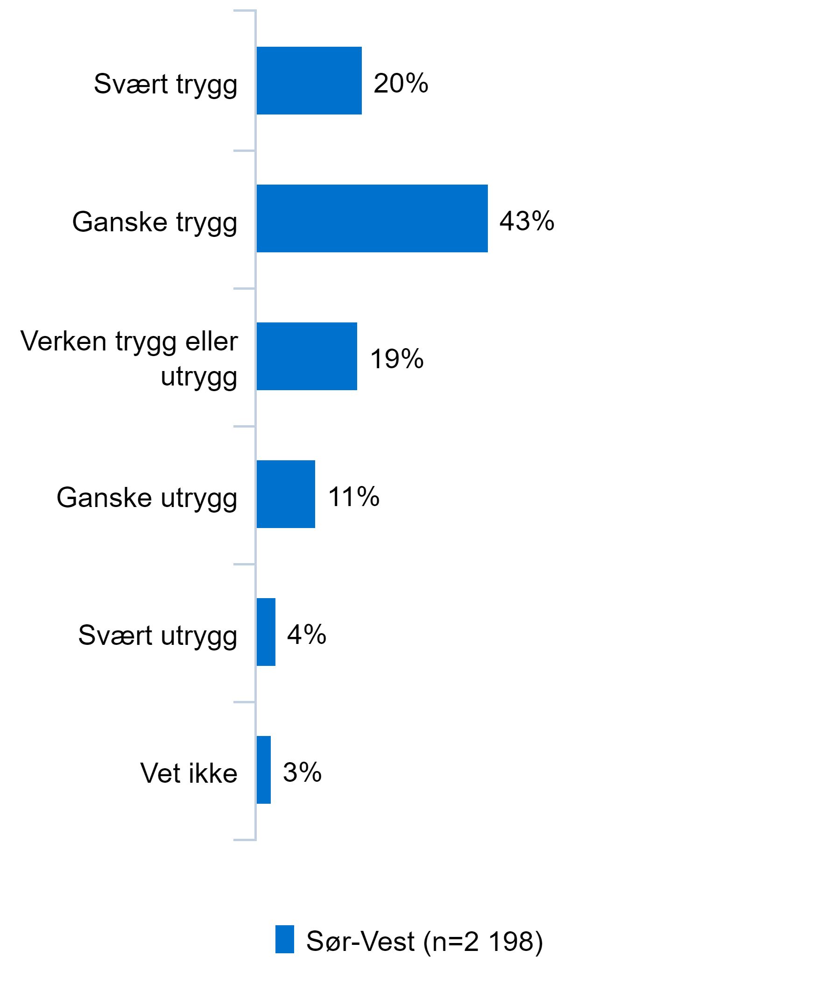 Svært trygg 20%
Ganske trygg 43%
Verken trygg eller
utrygg 19%
Ganske utrygg 11%
Svært utrygg 4%
Vet ikke 3%
Sør-Vest (n=2 198)